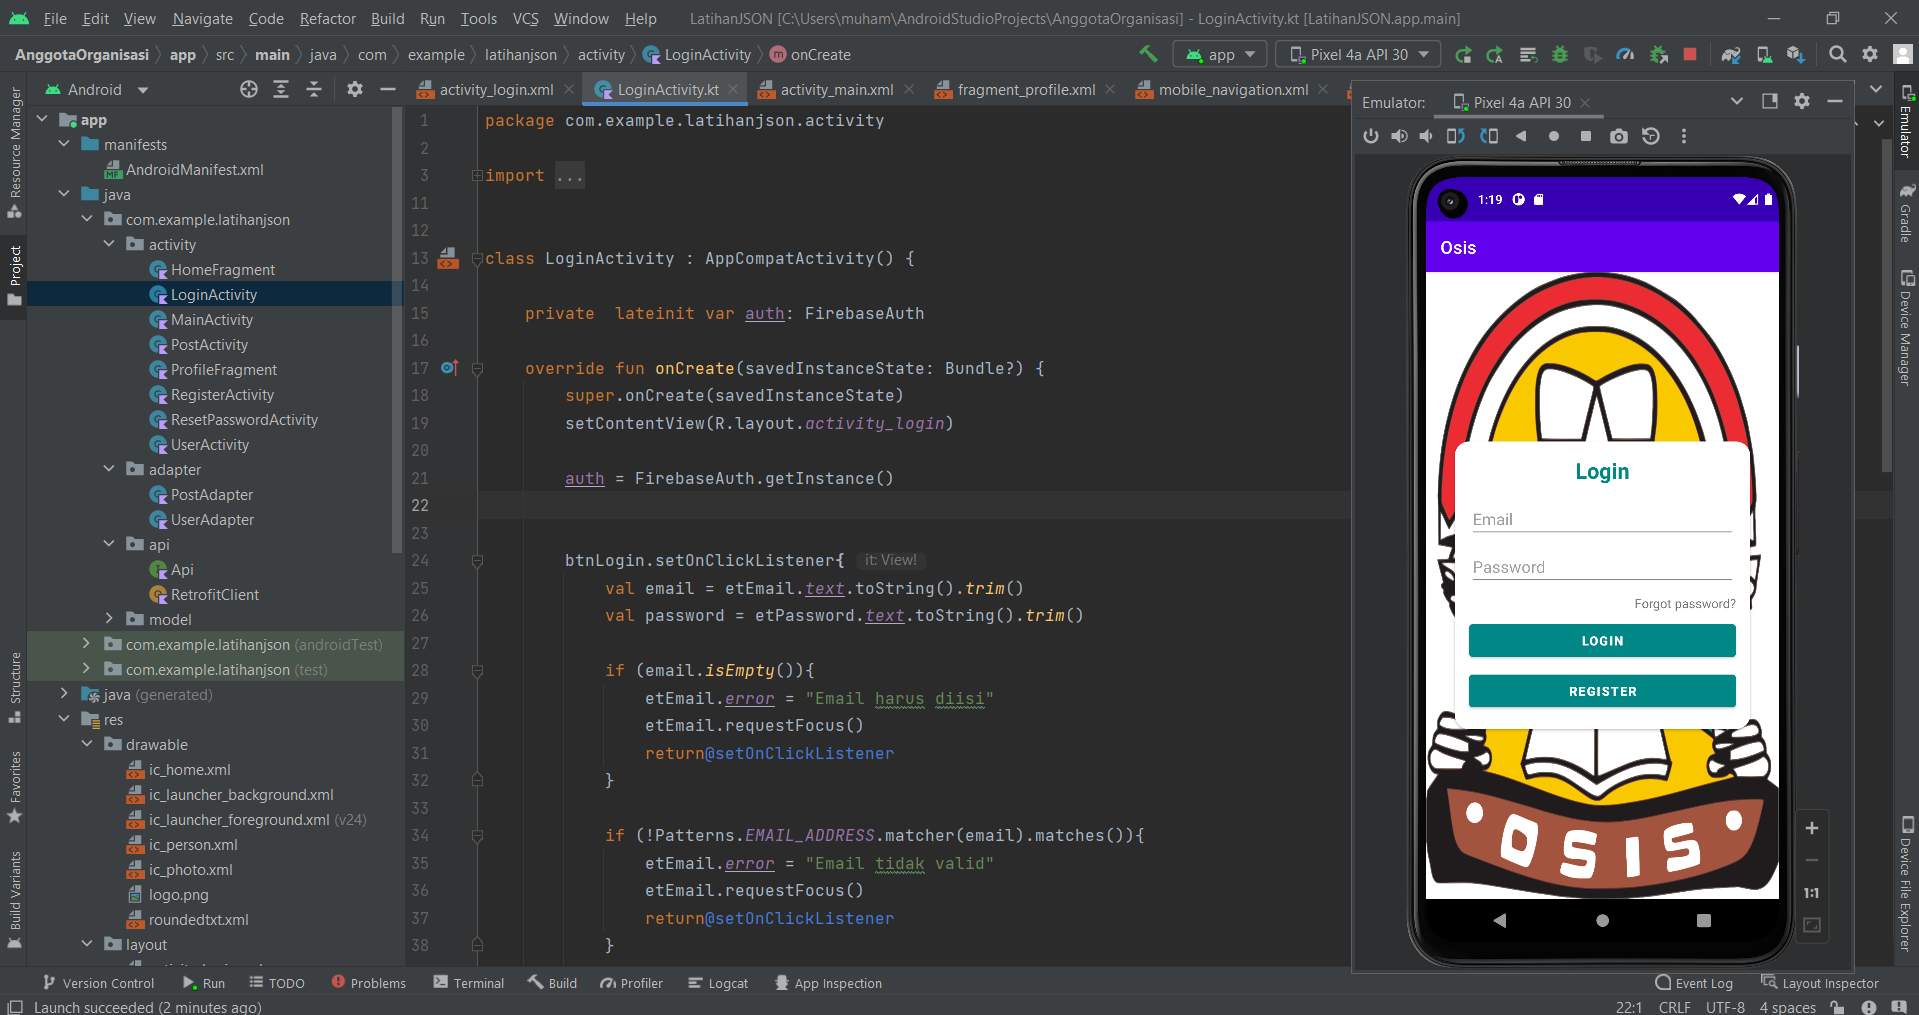 File Edit View Navigate Code Refactor Build Run Tools VCS Window Help LatihanJSON [C:\Users\muham\AndroidStudioProjects\AnggotaOrganisasi] - LoginActivity.kt [LatihanJSON.app.main]
AnggotaOrganisasi app src main java com example latihanjson activity LoginActivity m onCreate app Pixel 4a API 30
Android
activity_login.xml LoginActivity.kt activity_main.xml fragment_profile.xml mobile_navigation.xml
Resource Manager
Project
Structure
Favorites
Build Variants
app
manifests
MF AndroidManifest.xml
java
com.example.latihanjson
activity
HomeFragment
LoginActivity
MainActivity
PostActivity
ProfileFragment
RegisterActivity
ResetPasswordActivity
UserActivity
adapter
PostAdapter
UserAdapter
api
I Api
RetrofitClient
model
com.example.latihanjson (androidTest)
com.example.latihanjson (test)
java (generated)
res
drawable
ic_home.xml
ic_launcher_background.xml
ic_launcher_foreground.xml (v24)
ic_person.xml
ic_photo.xml
logo.png
roundedtxt.xml
layout
1 package com.example.latihanjson.activity
2
3 import ...
11
12
13 class LoginActivity : AppCompatActivity() {
14
15 private lateinit var auth: FirebaseAuth
16
17 override fun onCreate(savedInstanceState: Bundle?) {
18 super.onCreate(savedInstanceState)
19 setContentView(R.layout.activity_login)
20
21 auth = FirebaseAuth.getInstance()
22
23
24 btnLogin.setOnClickListener{ it: View!
25 val email = etEmail.text.toString().trim()
26 val password = etPassword.text.toString().trim()
27
28 if (email.isEmpty()){
29 etEmail.error = "Email harus diisi"
30 etEmail.requestFocus()
31 return@setOnClickListener
32 }
33
34 if (!Patterns.EMAIL_ADDRESS.matcher(email).matches()){
35 etEmail.error = "Email tidak valid"
36 etEmail.requestFocus()
37 return@setOnClickListener
38 }
Emulator: Pixel 4a API 30
1:19
Osis
Login
Email
Password
Forgot password?
LOGIN
REGISTER
OSIS
1:1
Emulator
Gradle
Device Manager
Device File Explorer
Version Control Run TODO Problems Terminal Build Profiler Logcat App Inspection Event Log Layout Inspector
Launch succeeded (2 minutes ago) 22:1 CRLF UTF-8 4 spaces